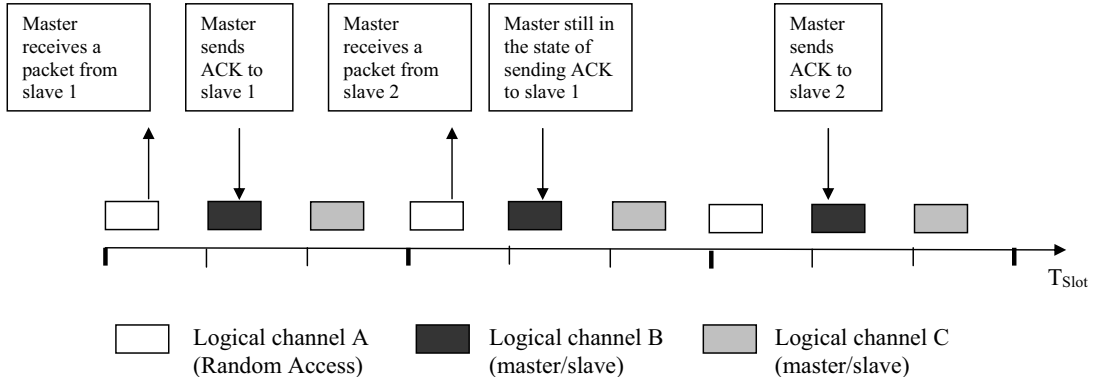 Master
receives a
packet from
slave 1
Master
sends
ACK to
slave 1
Master
receives a
packet from
slave 2
Master still in
the state of
sending ACK
to slave 1
Master
sends
ACK to
slave 2
TSlot
Logical channel A
(Random Access)
Logical channel B
(master/slave)
Logical channel C
(master/slave)